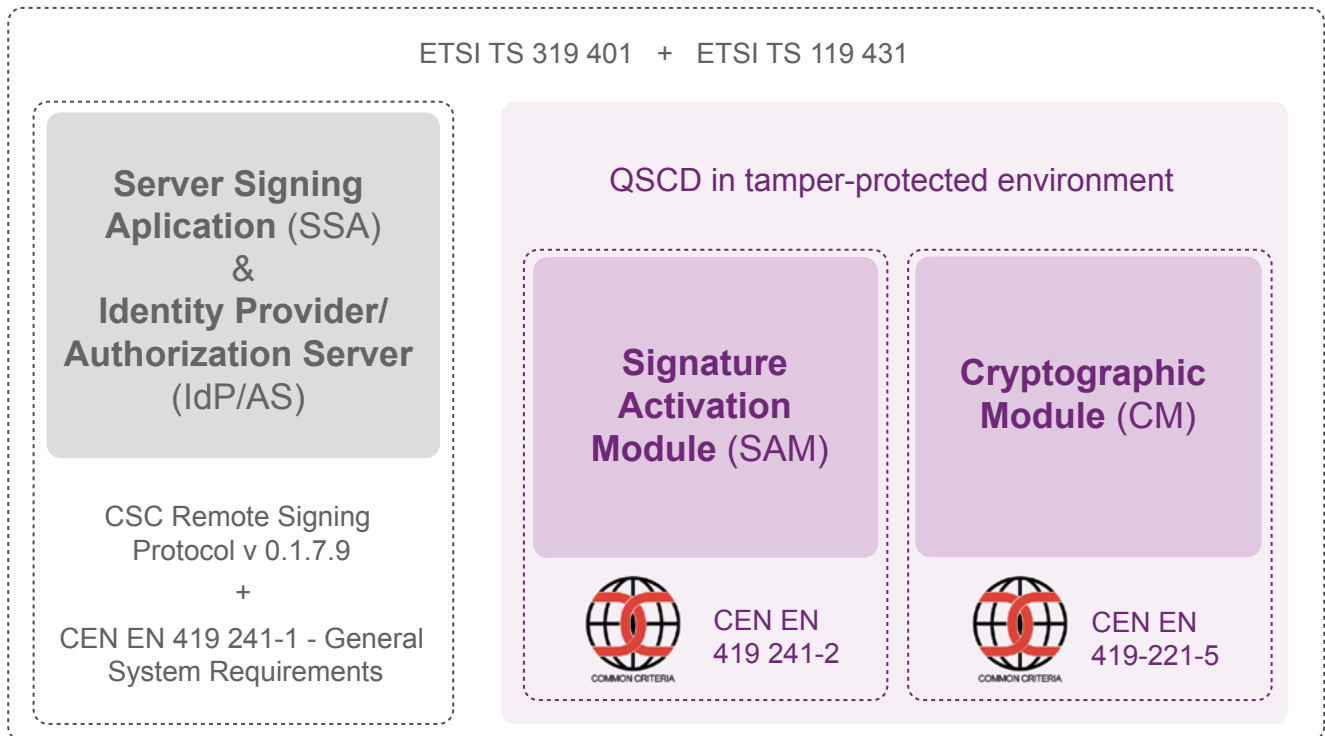 ETSI TS 319 401 + ETSI TS 119 431
Server Signing
Aplication (SSA)
&
Identity Provider/
Authorization Server
(IdP/AS)
CSC Remote Signing
Protocol v 0.1.7.9
+
CEN EN 419 241-1 - General
System Requirements
QSCD in tamper-protected environment
Signature
Activation
Module (SAM)
COMMON CRITERIA
CEN EN
419 241-2
Cryptographic
Module (CM)
COMMON CRITERIA
CEN EN
419-221-5